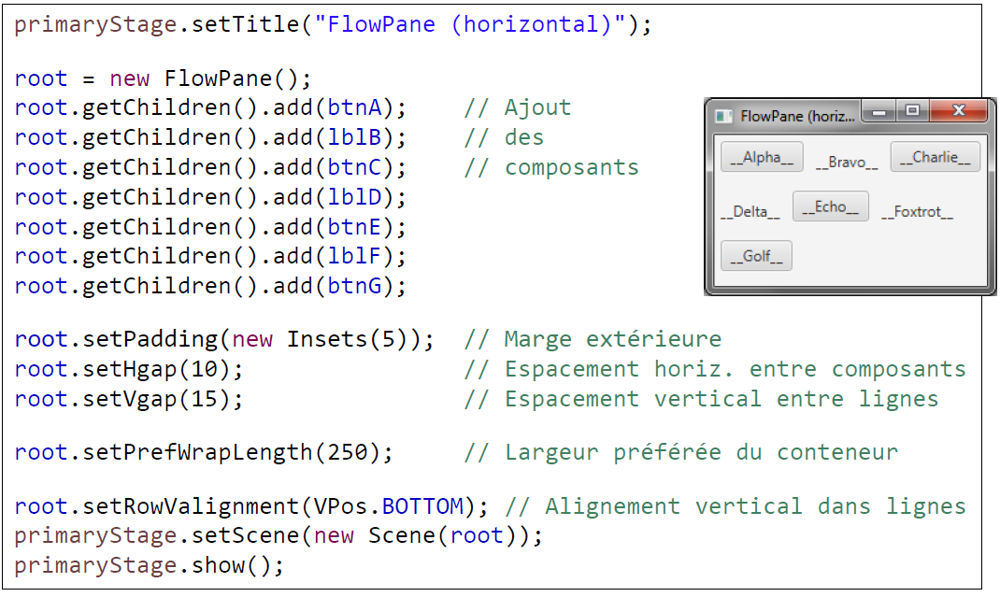 primaryStage.setTitle("FlowPane (horizontal)");
root = new FlowPane();
root.getChildren().add(btnA);    // Ajout
root.getChildren().add(lblB);    // des
root.getChildren().add(btnC);    // composants
root.getChildren().add(lblD);
root.getChildren().add(btnE);
root.getChildren().add(lblF);
root.getChildren().add(btnG);
root.setPadding(new Insets(5));  // Marge extérieure
root.setHgap(10);                // Espacement horiz. entre composants
root.setVgap(15);                // Espacement vertical entre lignes
root.setPrefWrapLength(250);     // Largeur préférée du conteneur
root.setRowValignment(VPos.BOTTOM); // Alignement vertical dans lignes
primaryStage.setScene(new Scene(root));
primaryStage.show();
FlowPane (horiz...
__Alpha__ __Bravo__ __Charlie__
__Delta__ __Echo__ __Foxtrot__
__Golf__